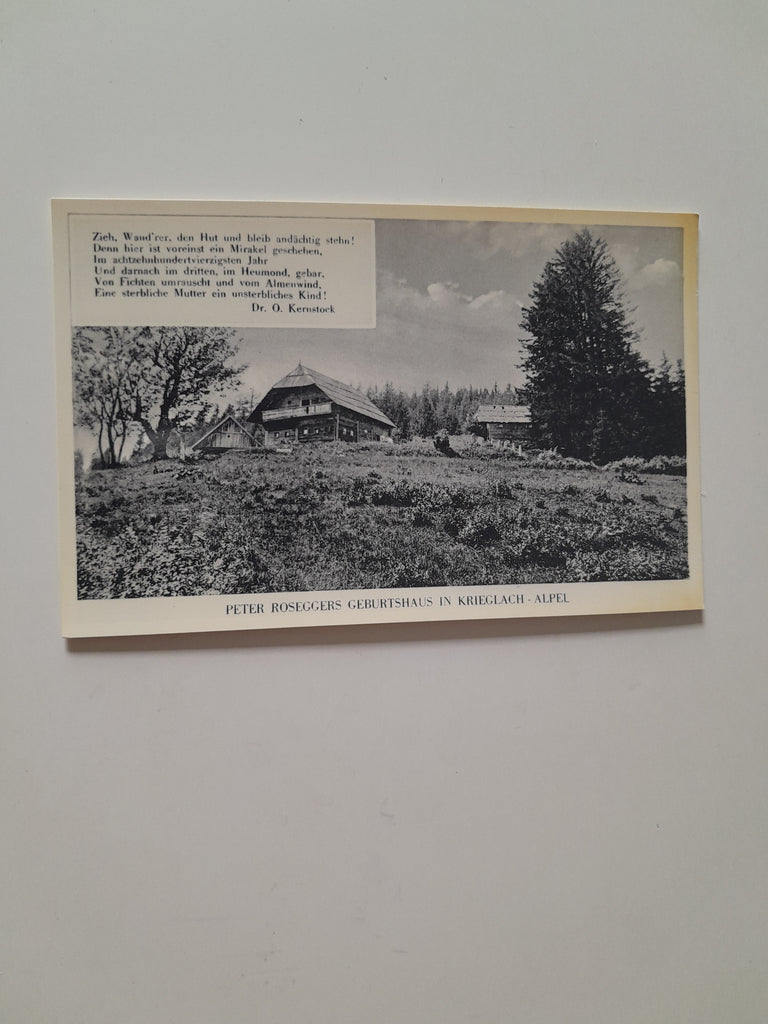 Zieh, Wand'rer, den Hut und bleib andächtig stehn!
Denn hier ist voreinst ein Mirakel geschehen,
Im achtzehnhundertvierzigsten Jahr
Und darnach im dritten, im Heumond, gebar,
Von Fichten umrauscht und vom Almenwind,
Eine sterbliche Mutter ein unsterbliches Kind!
Dr. O. Kernstock
PETER ROSEGGERS GEBURTSHAUS IN KRIEGLACH - ALPEL